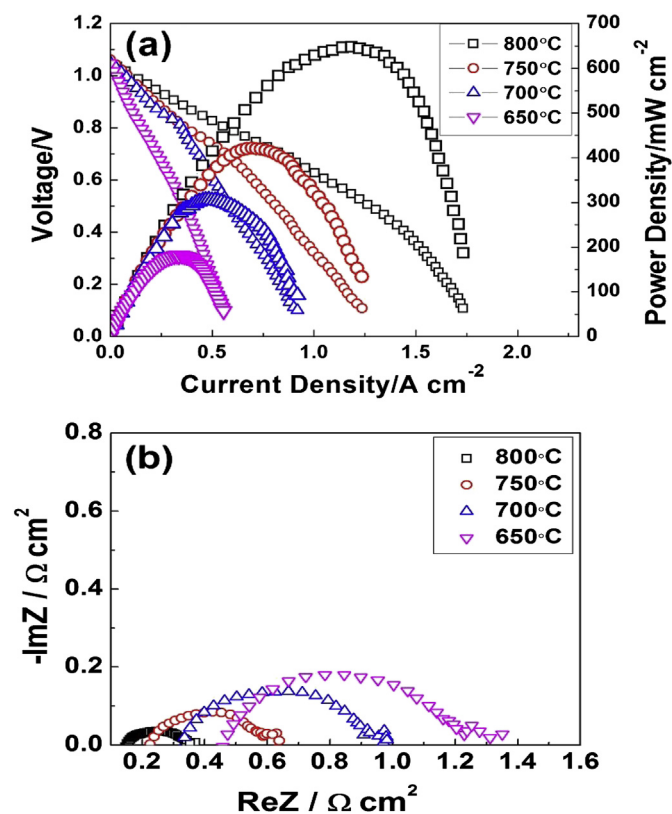 (a)
800°C
750°C
700°C
650°C
Voltage/V
1.2
1.0
0.8
0.6
0.4
0.2
0.0
Power Density/mW cm-2
700
600
500
400
300
200
100
0
0.0 0.5 1.0 1.5 2.0
Current Density/A cm-2
(b)
800°C
750°C
700°C
650°C
-ImZ / Ω cm2
0.8
0.6
0.4
0.2
0.0
0.2 0.4 0.6 0.8 1.0 1.2 1.4 1.6
ReZ / Ω cm2